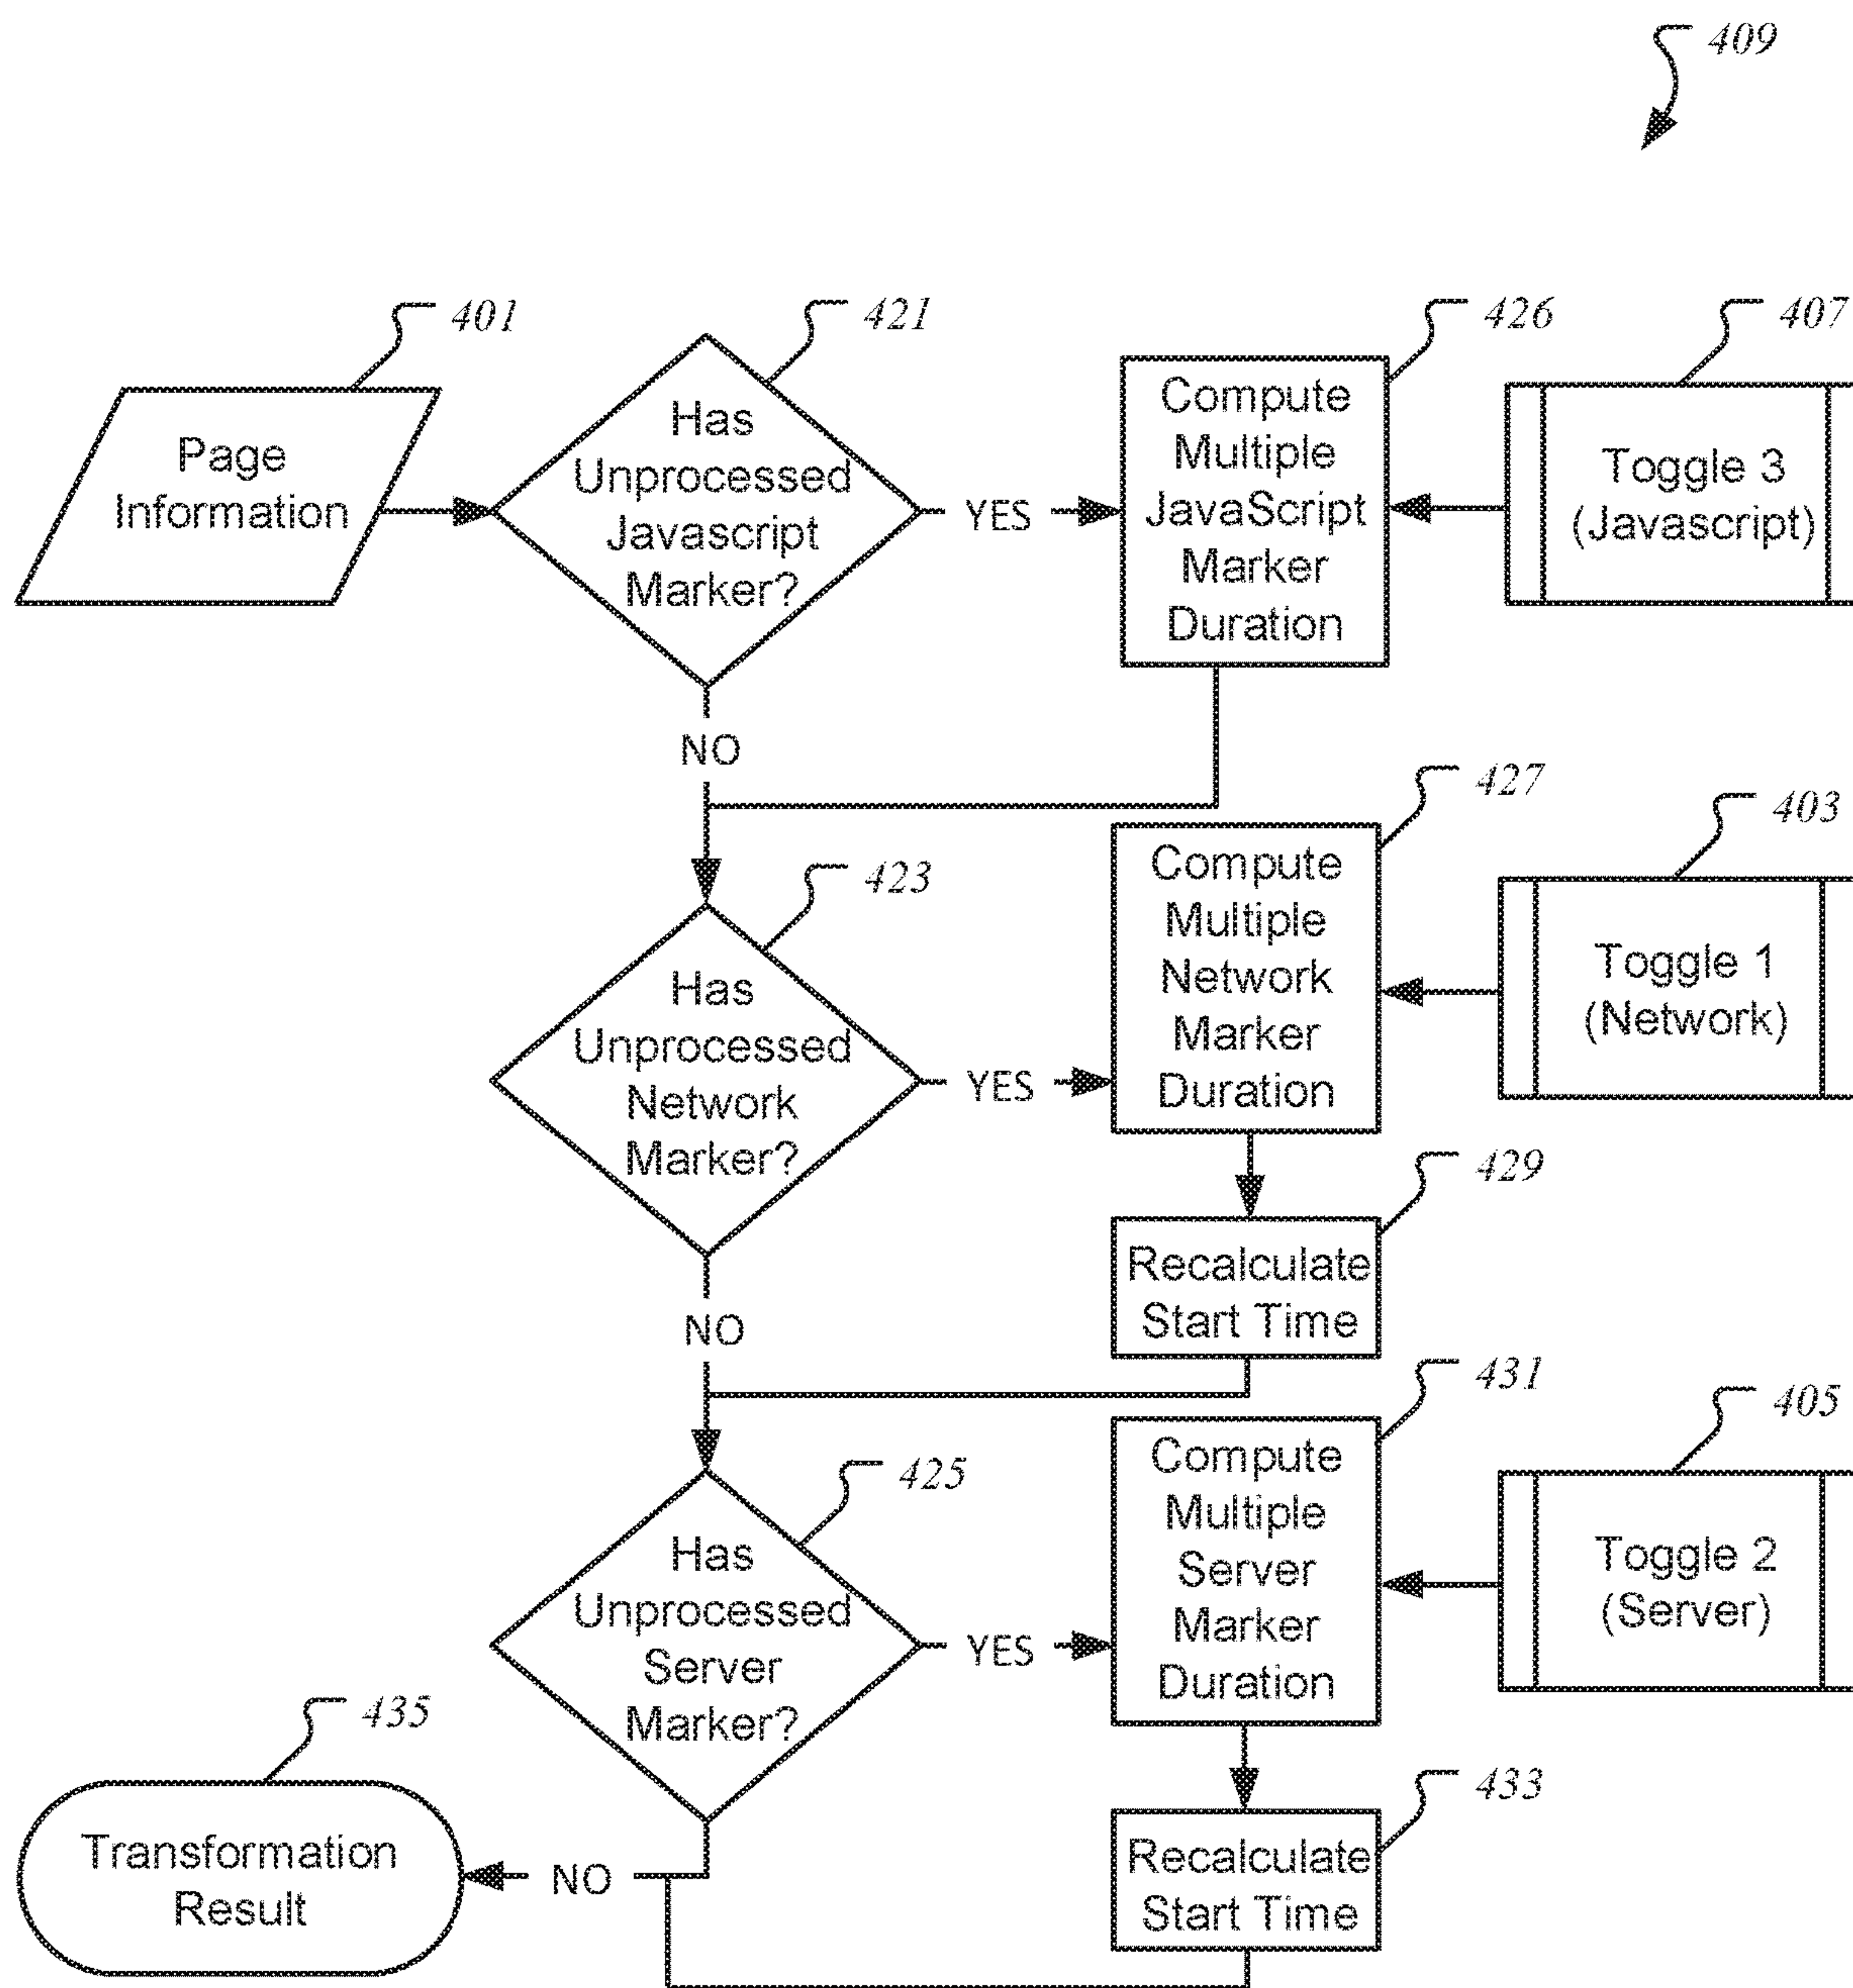 409
401
Page
Information
421
Has
Unprocessed
Javascript
Marker?
YES
NO
426
Compute
Multiple
JavaScript
Marker
Duration
407
Toggle 3
(Javascript)
423
Has
Unprocessed
Network
Marker?
YES
NO
427
Compute
Multiple
Network
Marker
Duration
403
Toggle 1
(Network)
429
Recalculate
Start Time
425
Has
Unprocessed
Server
Marker?
YES
NO
431
Compute
Multiple
Server
Marker
Duration
405
Toggle 2
(Server)
433
Recalculate
Start Time
435
Transformation
Result